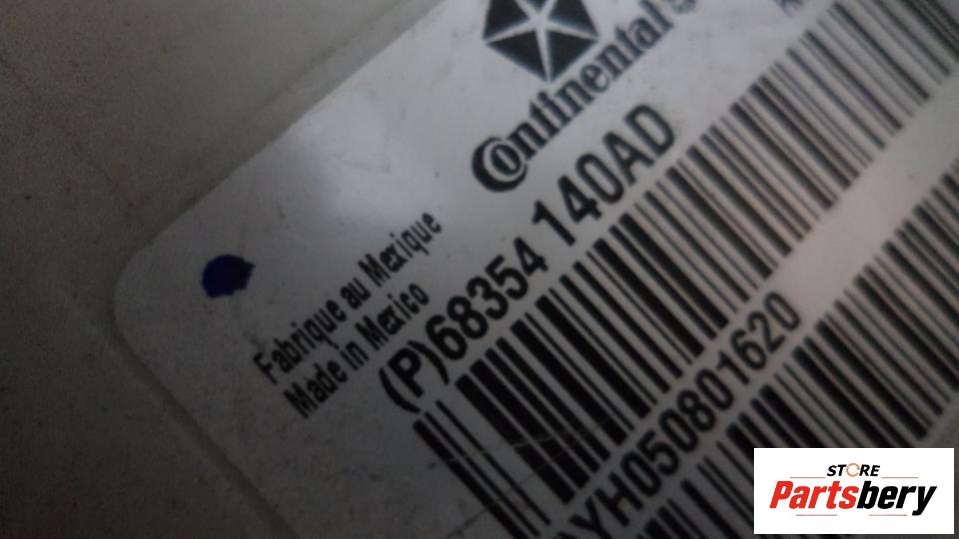 Continental
Fabrique au Mexique
Made in Mexico
(P)68354 140AD
YH050801620
STORE
Partsbery